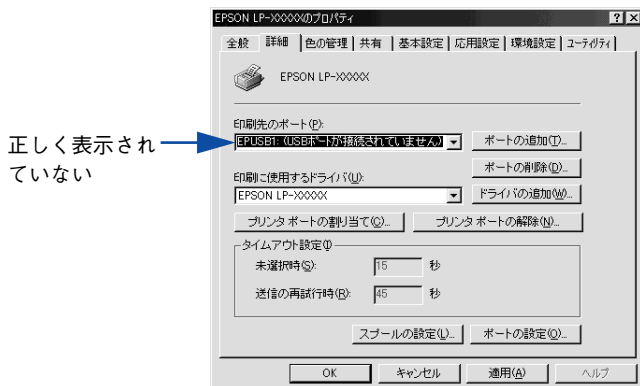 EPSON LP-XXXXXのプロパティ
全般 詳細 色の管理 共有 基本設定 応用設定 環境設定 ユーティリティ
EPSON LP-XXXXX
印刷先のポート(P):
EPUSB1: (USBポートが接続されていません) ポートの追加(T)...
ポートの削除(D)...
印刷に使用するドライバ(U):
EPSON LP-XXXXX ドライバの追加(W)...
プリンタ ポートの割り当て(C)... プリンタ ポートの解除(N)...
タイムアウト設定
未選択時(S): 15 秒
送信の再試行時(R): 45 秒
スプールの設定(L)... ポートの設定(O)...
OK キャンセル 適用(A) ヘルプ
正しく表示され
ていない